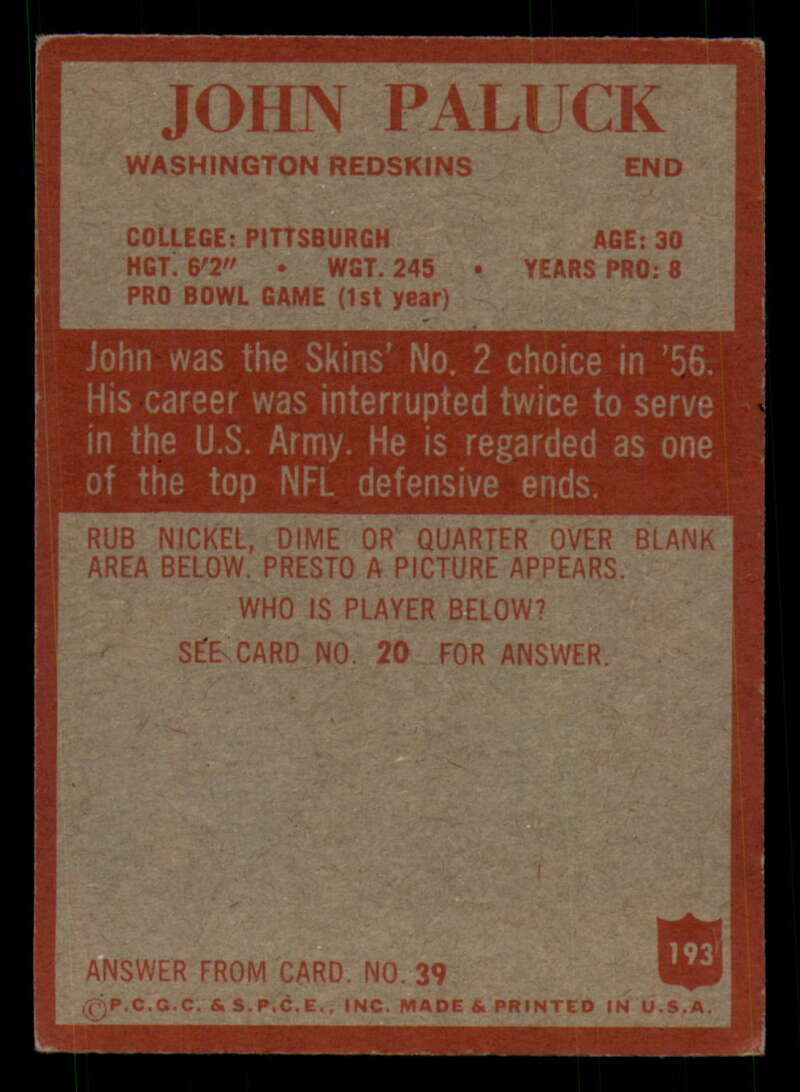 JOHN PALUCK
WASHINGTON REDSKINS END
COLLEGE: PITTSBURGH AGE: 30
HGT. 6'2" • WGT. 245 • YEARS PRO: 8
PRO BOWL GAME (1st year)
John was the Skins' No. 2 choice in '56.
His career was interrupted twice to serve
in the U.S. Army. He is regarded as one
of the top NFL defensive ends.
RUB NICKEL, DIME OR QUARTER OVER BLANK
AREA BELOW. PRESTO A PICTURE APPEARS.
WHO IS PLAYER BELOW?
SEE CARD NO. 20 FOR ANSWER.
193
ANSWER FROM CARD. NO. 39
©P.C.G.C. & S.P.C.E., INC. MADE & PRINTED IN U.S.A.